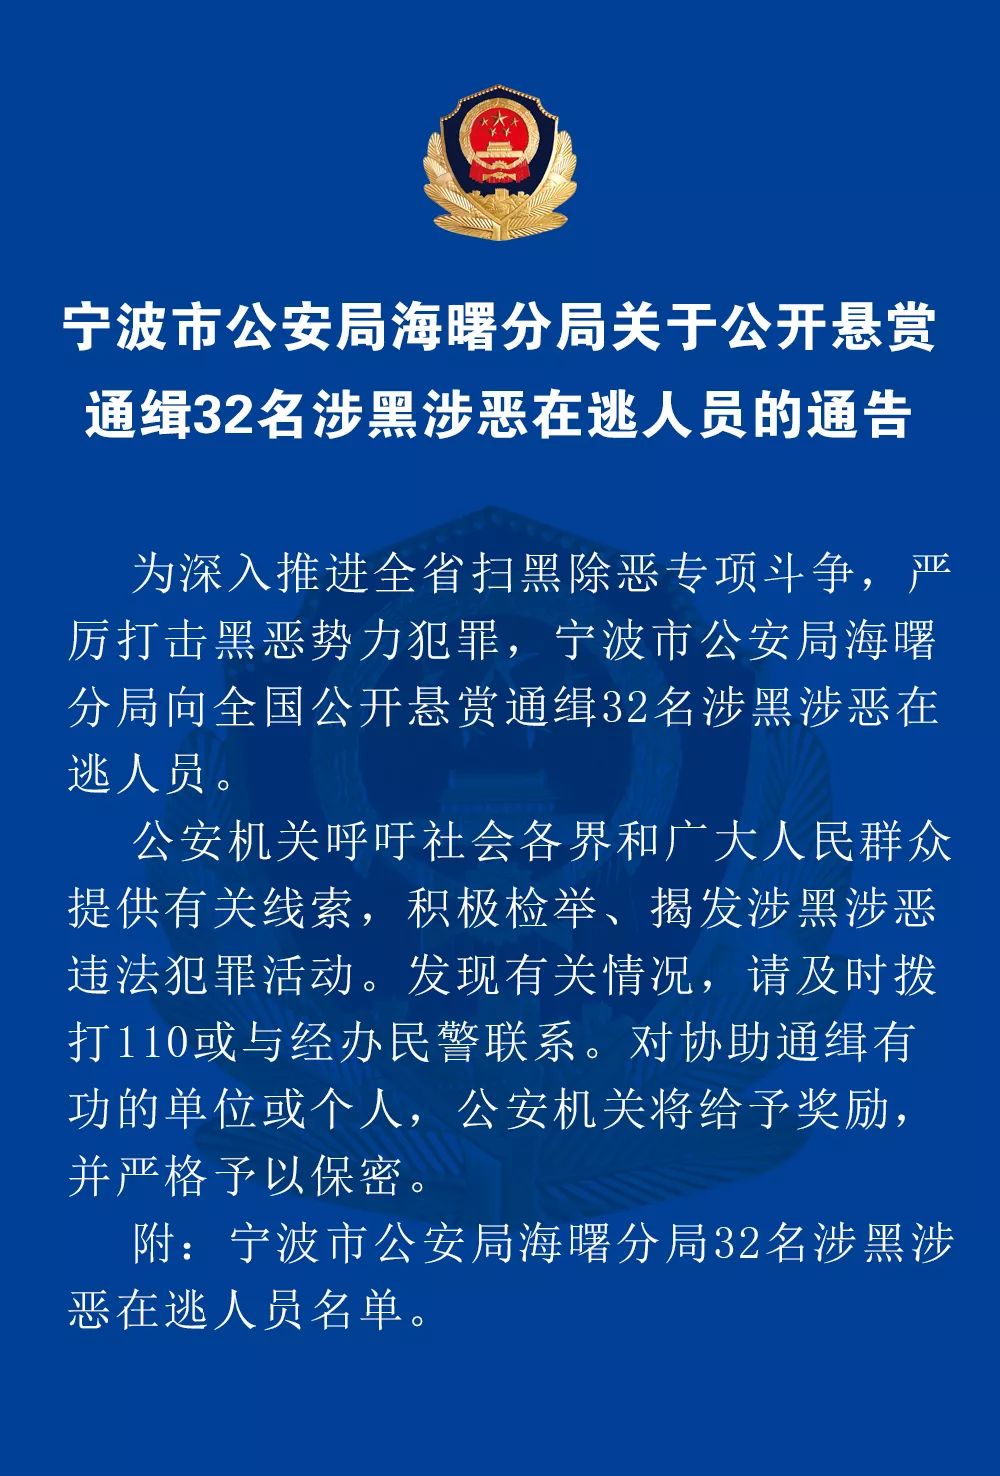 宁波市公安局海曙分局关于公开悬赏
通缉32名涉黑涉恶在逃人员的通告
为深入推进全省扫黑除恶专项斗争，严
厉打击黑恶势力犯罪，宁波市公安局海曙
分局向全国公开悬赏通缉32名涉黑涉恶在
逃人员。
公安机关呼吁社会各界和广大人民群众
提供有关线索，积极检举、揭发涉黑涉恶
违法犯罪活动。发现有关情况，请及时拨
打110或与经办民警联系。对协助通缉有
功的单位或个人，公安机关将给予奖励，
并严格予以保密。
附：宁波市公安局海曙分局32名涉黑涉
恶在逃人员名单。